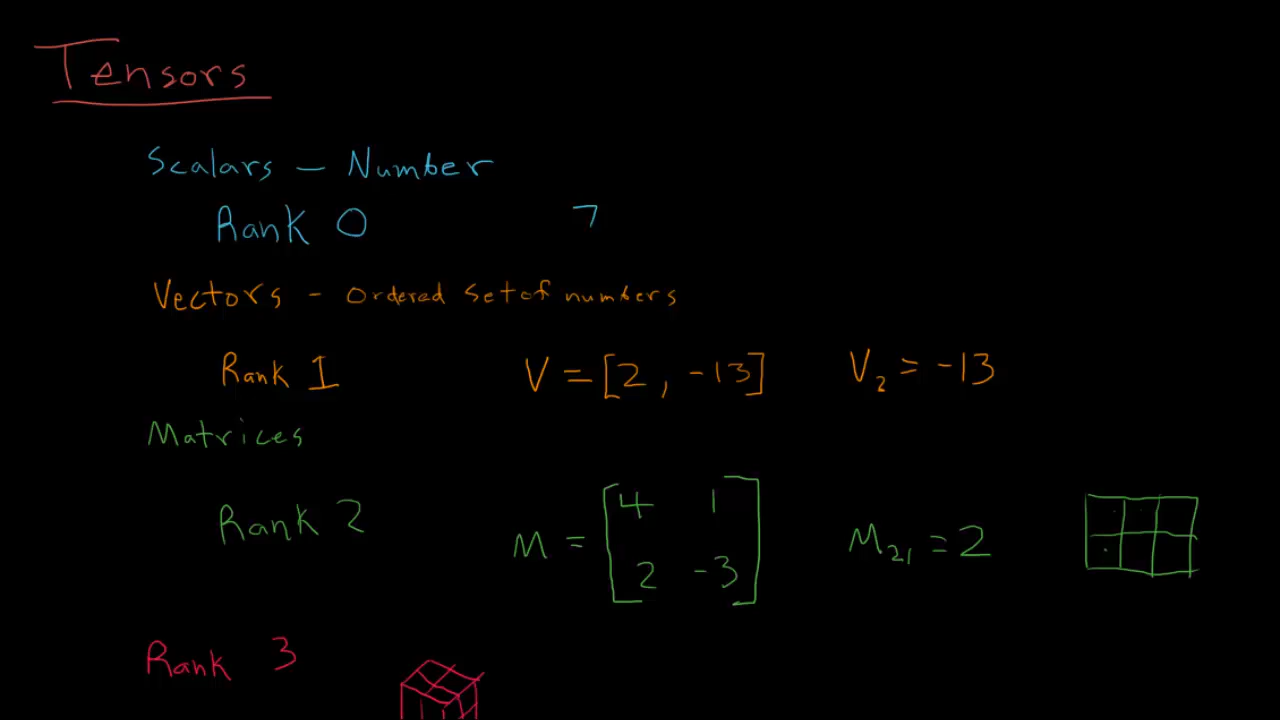 Tensors
Scalars – Number
Rank 0 7
Vectors - Ordered set of numbers
Rank 1 V = [2, -13] V₂ = -13
Matrices
Rank 2 M = [4 1
2 -3] M₂₁ = 2
Rank 3